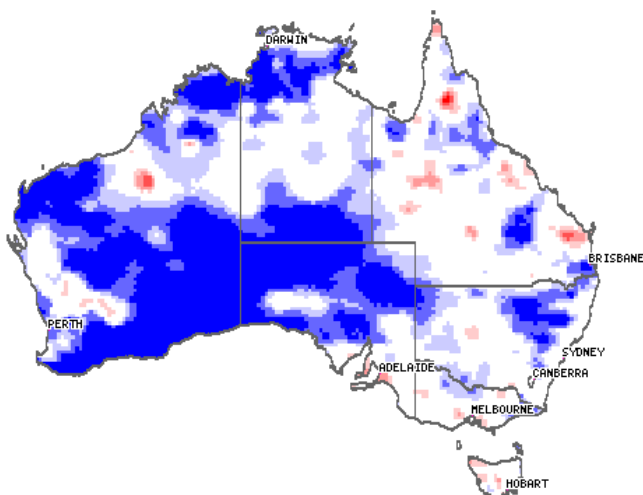 DARWIN
BRISBANE
PERTH
SYDNEY
ADELAIDE
CANBERRA
MELBOURNE
HOBART